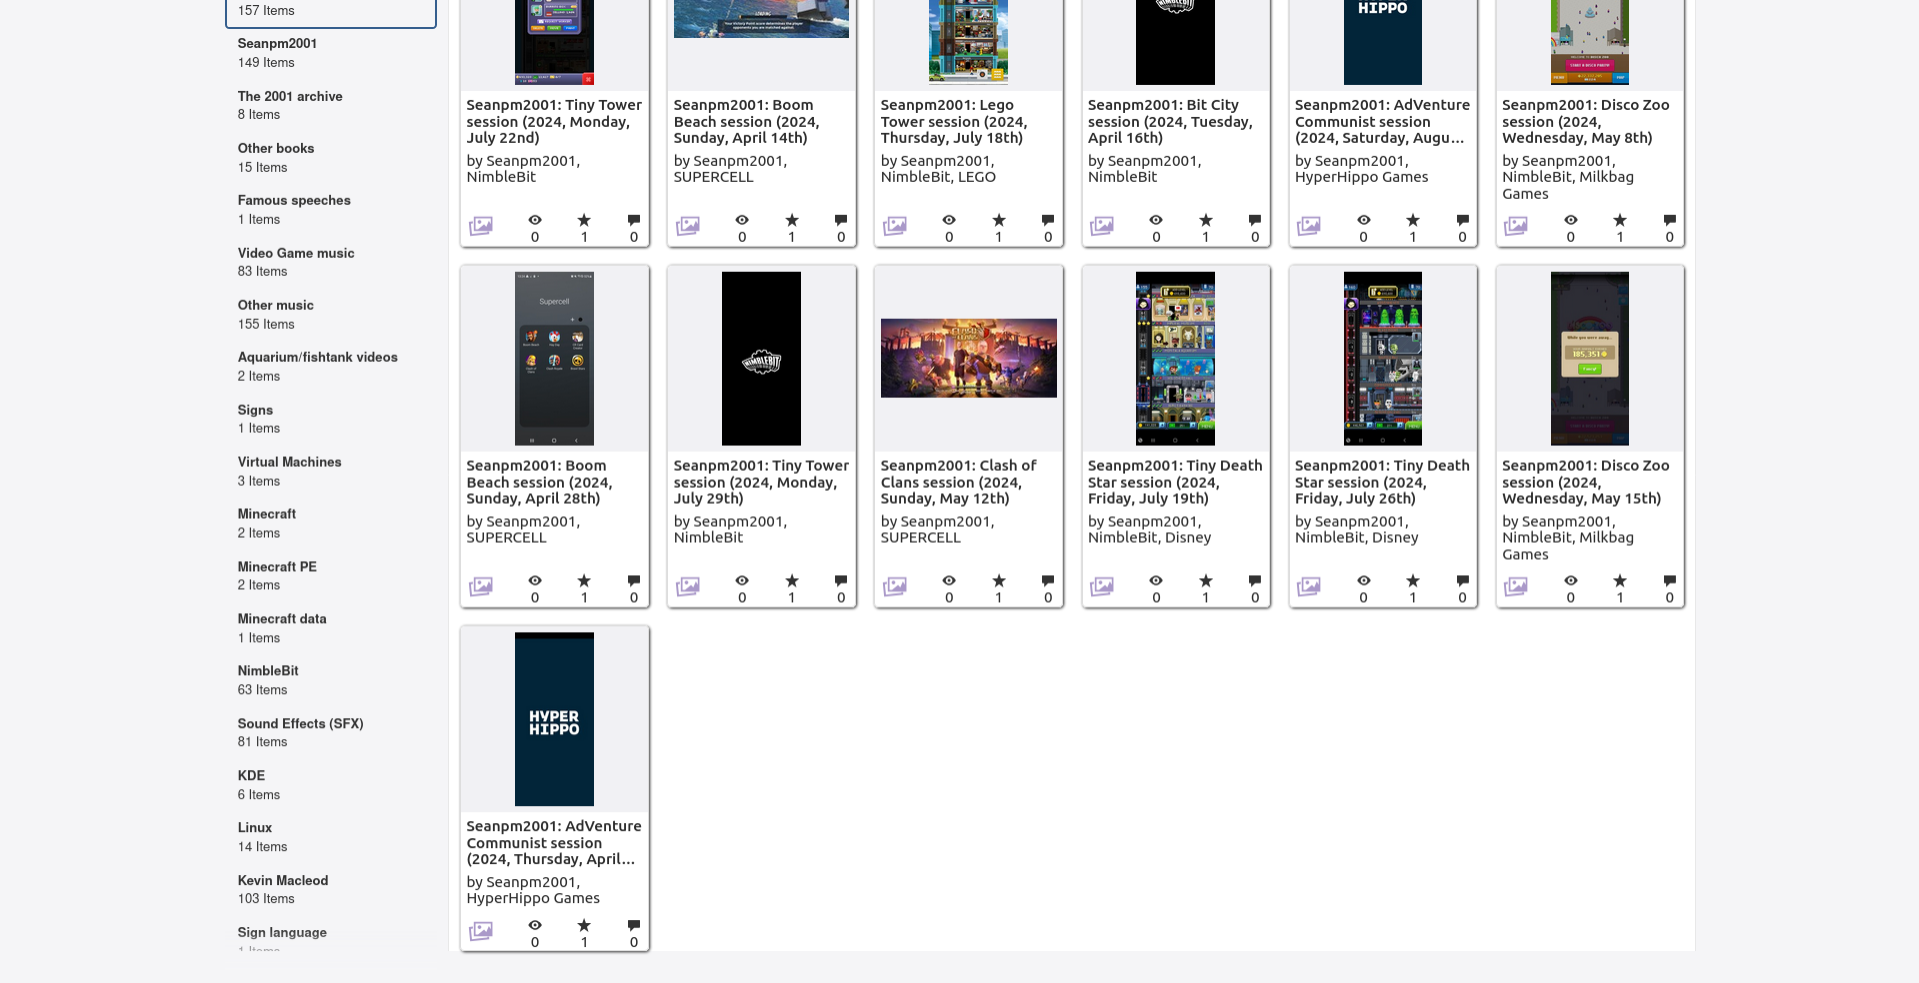 157 Items
Seanpm2001
149 Items
The 2001 archive
8 Items
Other books
15 Items
Famous speeches
1 Items
Video Game music
83 Items
Other music
155 Items
Aquarium/fishtank videos
2 Items
Signs
1 Items
Virtual Machines
3 Items
Minecraft
2 Items
Minecraft PE
2 Items
Minecraft data
1 Items
NimbleBit
63 Items
Sound Effects (SFX)
81 Items
KDE
6 Items
Linux
14 Items
Kevin Macleod
103 Items
Sign language
1 Items
Seanpm2001: Tiny Tower
session (2024, Monday,
July 22nd)
by Seanpm2001,
NimbleBit
0 1 0
Seanpm2001: Boom
Beach session (2024,
Sunday, April 14th)
by Seanpm2001,
SUPERCELL
0 1 0
Seanpm2001: Lego
Tower session (2024,
Thursday, July 18th)
by Seanpm2001,
NimbleBit, LEGO
0 1 0
NIMBLEBIT
Seanpm2001: Bit City
session (2024, Tuesday,
April 16th)
by Seanpm2001,
NimbleBit
0 1 0
HIPPO
Seanpm2001: AdVenture
Communist session
(2024, Saturday, Augu...
by Seanpm2001,
HyperHippo Games
0 1 0
Seanpm2001: Disco Zoo
session (2024,
Wednesday, May 8th)
by Seanpm2001,
NimbleBit, Milkbag
Games
0 1 0
Supercell
Seanpm2001: Boom
Beach session (2024,
Sunday, April 28th)
by Seanpm2001,
SUPERCELL
0 1 0
NIMBLEBIT
Seanpm2001: Tiny Tower
session (2024, Monday,
July 29th)
by Seanpm2001,
NimbleBit
0 1 0
Seanpm2001: Clash of
Clans session (2024,
Sunday, May 12th)
by Seanpm2001,
SUPERCELL
0 1 0
Seanpm2001: Tiny Death
Star session (2024,
Friday, July 19th)
by Seanpm2001,
NimbleBit, Disney
0 1 0
Seanpm2001: Tiny Death
Star session (2024,
Friday, July 26th)
by Seanpm2001,
NimbleBit, Disney
0 1 0
While you were away...
185,351
Seanpm2001: Disco Zoo
session (2024,
Wednesday, May 15th)
by Seanpm2001,
NimbleBit, Milkbag
Games
0 1 0
HYPER
HIPPO
Seanpm2001: AdVenture
Communist session
(2024, Thursday, April...
by Seanpm2001,
HyperHippo Games
0 1 0